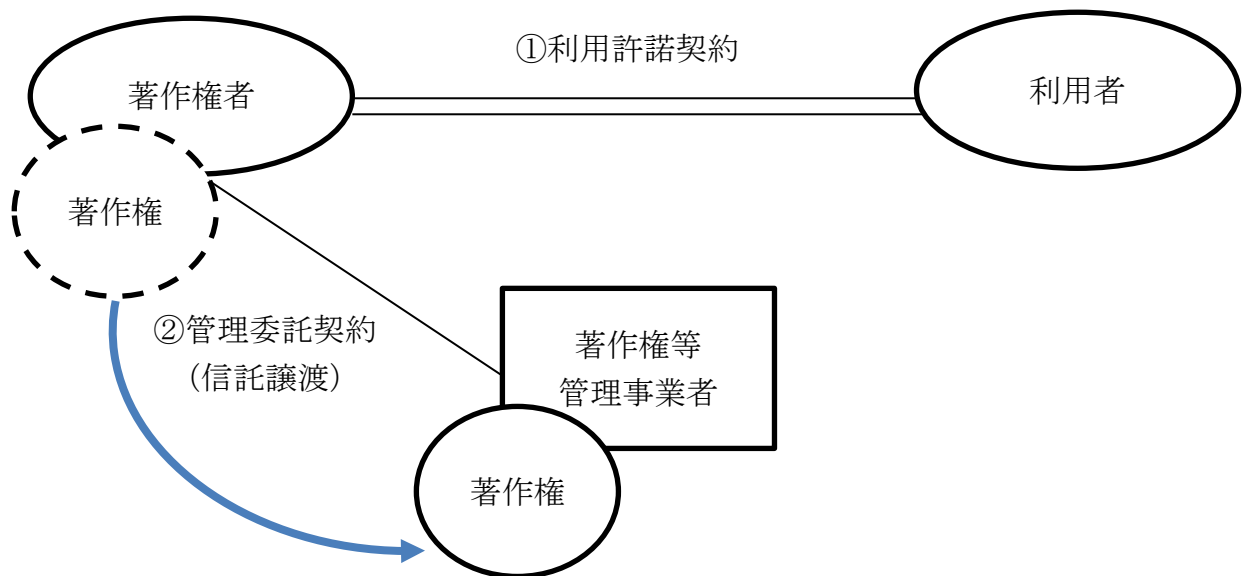 ①利用許諾契約
著作権者
利用者
著作権
②管理委託契約
（信託譲渡）
著作権等
管理事業者
著作権